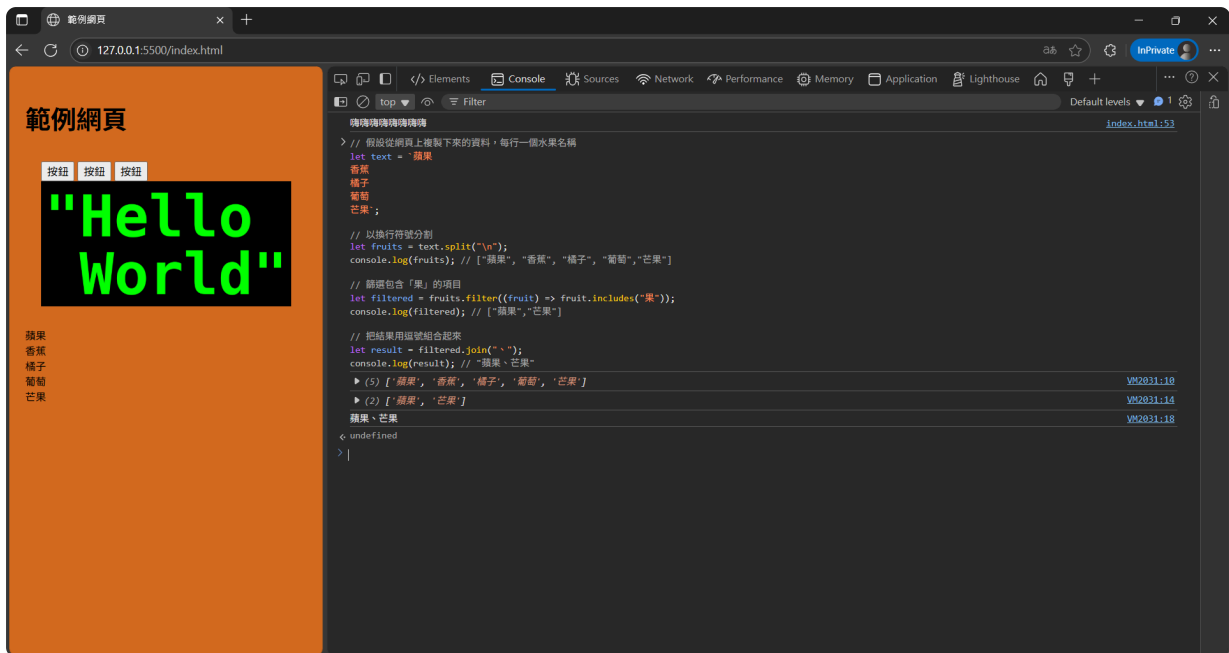 範例網頁
127.0.0.1:5500/index.html
InPrivate
範例網頁
按鈕 按鈕 按鈕
"Hello
World"
蘋果
香蕉
橘子
葡萄
芒果
Elements Console Sources Network Performance Memory Application Lighthouse
top Filter Default levels 1
嗨嗨嗨嗨嗨嗨嗨嗨 index.html:53
// 假設從網頁上複製下來的資料，每行一個水果名稱
let text = `蘋果
香蕉
橘子
葡萄
芒果`;
// 以換行符號分割
let fruits = text.split("\n");
console.log(fruits); // ["蘋果", "香蕉", "橘子", "葡萄","芒果"]
// 篩選包含「果」的項目
let filtered = fruits.filter((fruit) => fruit.includes("果"));
console.log(filtered); // ["蘋果","芒果"]
// 把結果用逗號組合起來
let result = filtered.join("、");
console.log(result); // "蘋果、芒果"
(5) ['蘋果', '香蕉', '橘子', '葡萄', '芒果'] VM2031:10
(2) ['蘋果', '芒果'] VM2031:14
蘋果、芒果 VM2031:18
undefined